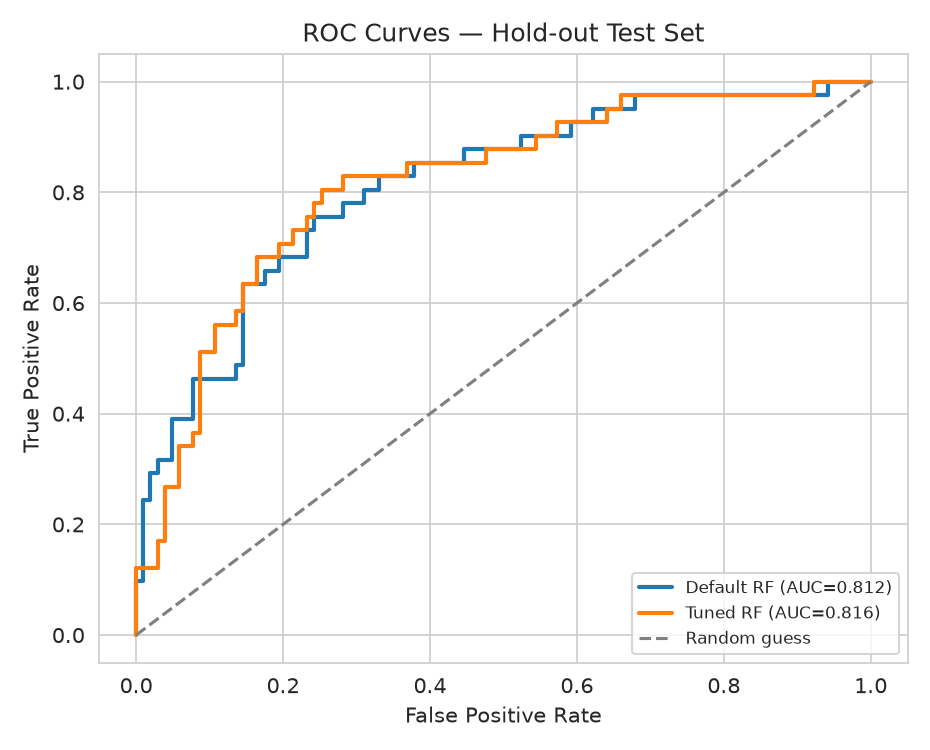 ROC Curves — Hold-out Test Set
True Positive Rate
1.0
0.8
0.6
0.4
0.2
0.0
0.0 0.2 0.4 0.6 0.8 1.0
False Positive Rate
Default RF (AUC=0.812)
Tuned RF (AUC=0.816)
Random guess